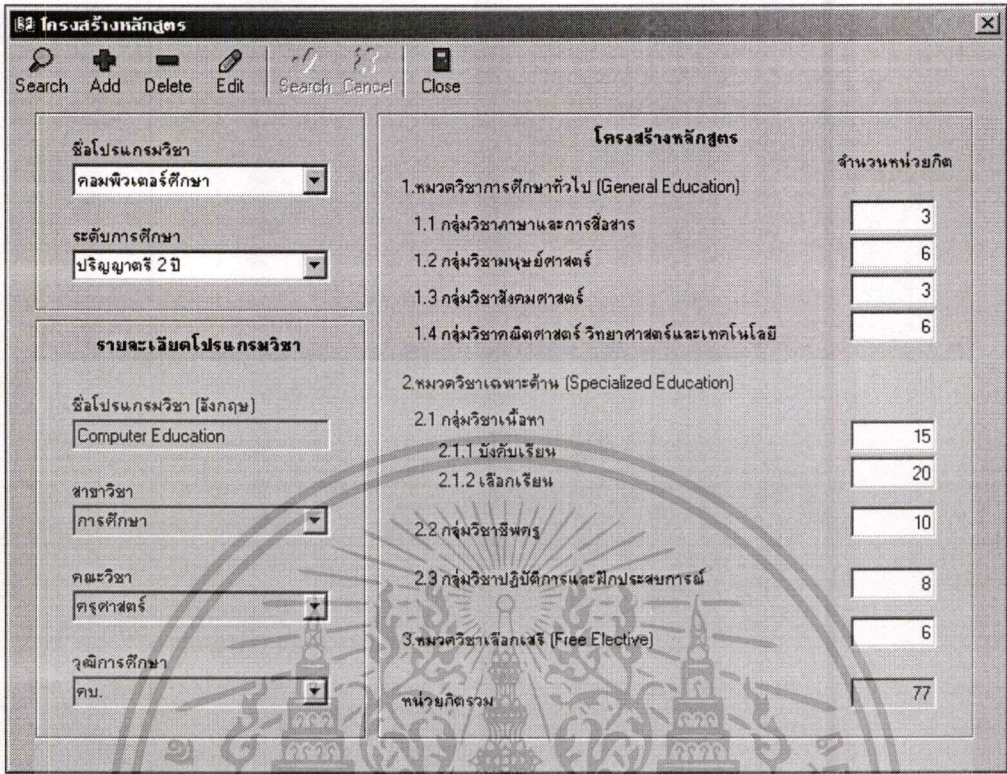 โครงสร้างหลักสูตร
Search Add Delete Edit Search Cancel Close
ชื่อโปรแกรมวิชา
คอมพิวเตอร์ศึกษา
ระดับการศึกษา
ปริญญาตรี 2 ปี
รายละเอียดโปรแกรมวิชา
ชื่อโปรแกรมวิชา (อังกฤษ)
Computer Education
สาขาวิชา
การศึกษา
คณะวิชา
ครุศาสตร์
วุฒิการศึกษา
คบ.
โครงสร้างหลักสูตร
จำนวนหน่วยกิต
1.หมวดวิชาการศึกษาทั่วไป (General Education)
1.1 กลุ่มวิชาภาษาและการสื่อสาร 3
1.2 กลุ่มวิชามนุษย์ศาสตร์ 6
1.3 กลุ่มวิชาสังคมศาสตร์ 3
1.4 กลุ่มวิชาคณิตศาสตร์ วิทยาศาสตร์และเทคโนโลยี 6
2.หมวดวิชาเฉพาะด้าน (Specialized Education)
2.1 กลุ่มวิชาเนื้อหา
2.1.1 บังคับเรียน 15
2.1.2 เลือกเรียน 20
2.2 กลุ่มวิชาชีพครู 10
2.3 กลุ่มวิชาปฏิบัติการและฝึกประสบการณ์ 8
3.หมวดวิชาเลือกเสรี (Free Elective) 6
หน่วยกิตรวม 77